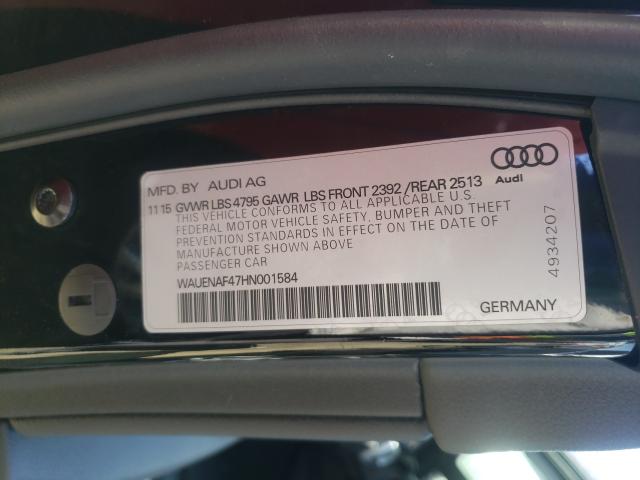 MFD. BY AUDI AG
11 15 GVWR LBS 4795 GAWR LBS FRONT 2392 /REAR 2513
THIS VEHICLE CONFORMS TO ALL APPLICABLE U.S
FEDERAL MOTOR VEHICLE SAFETY, BUMPER AND THEFT
PREVENTION STANDARDS IN EFFECT ON THE DATE OF
MANUFACTURE SHOWN ABOVE
PASSENGER CAR
WAUENAF47HN001584
Audi
4934207
GERMANY